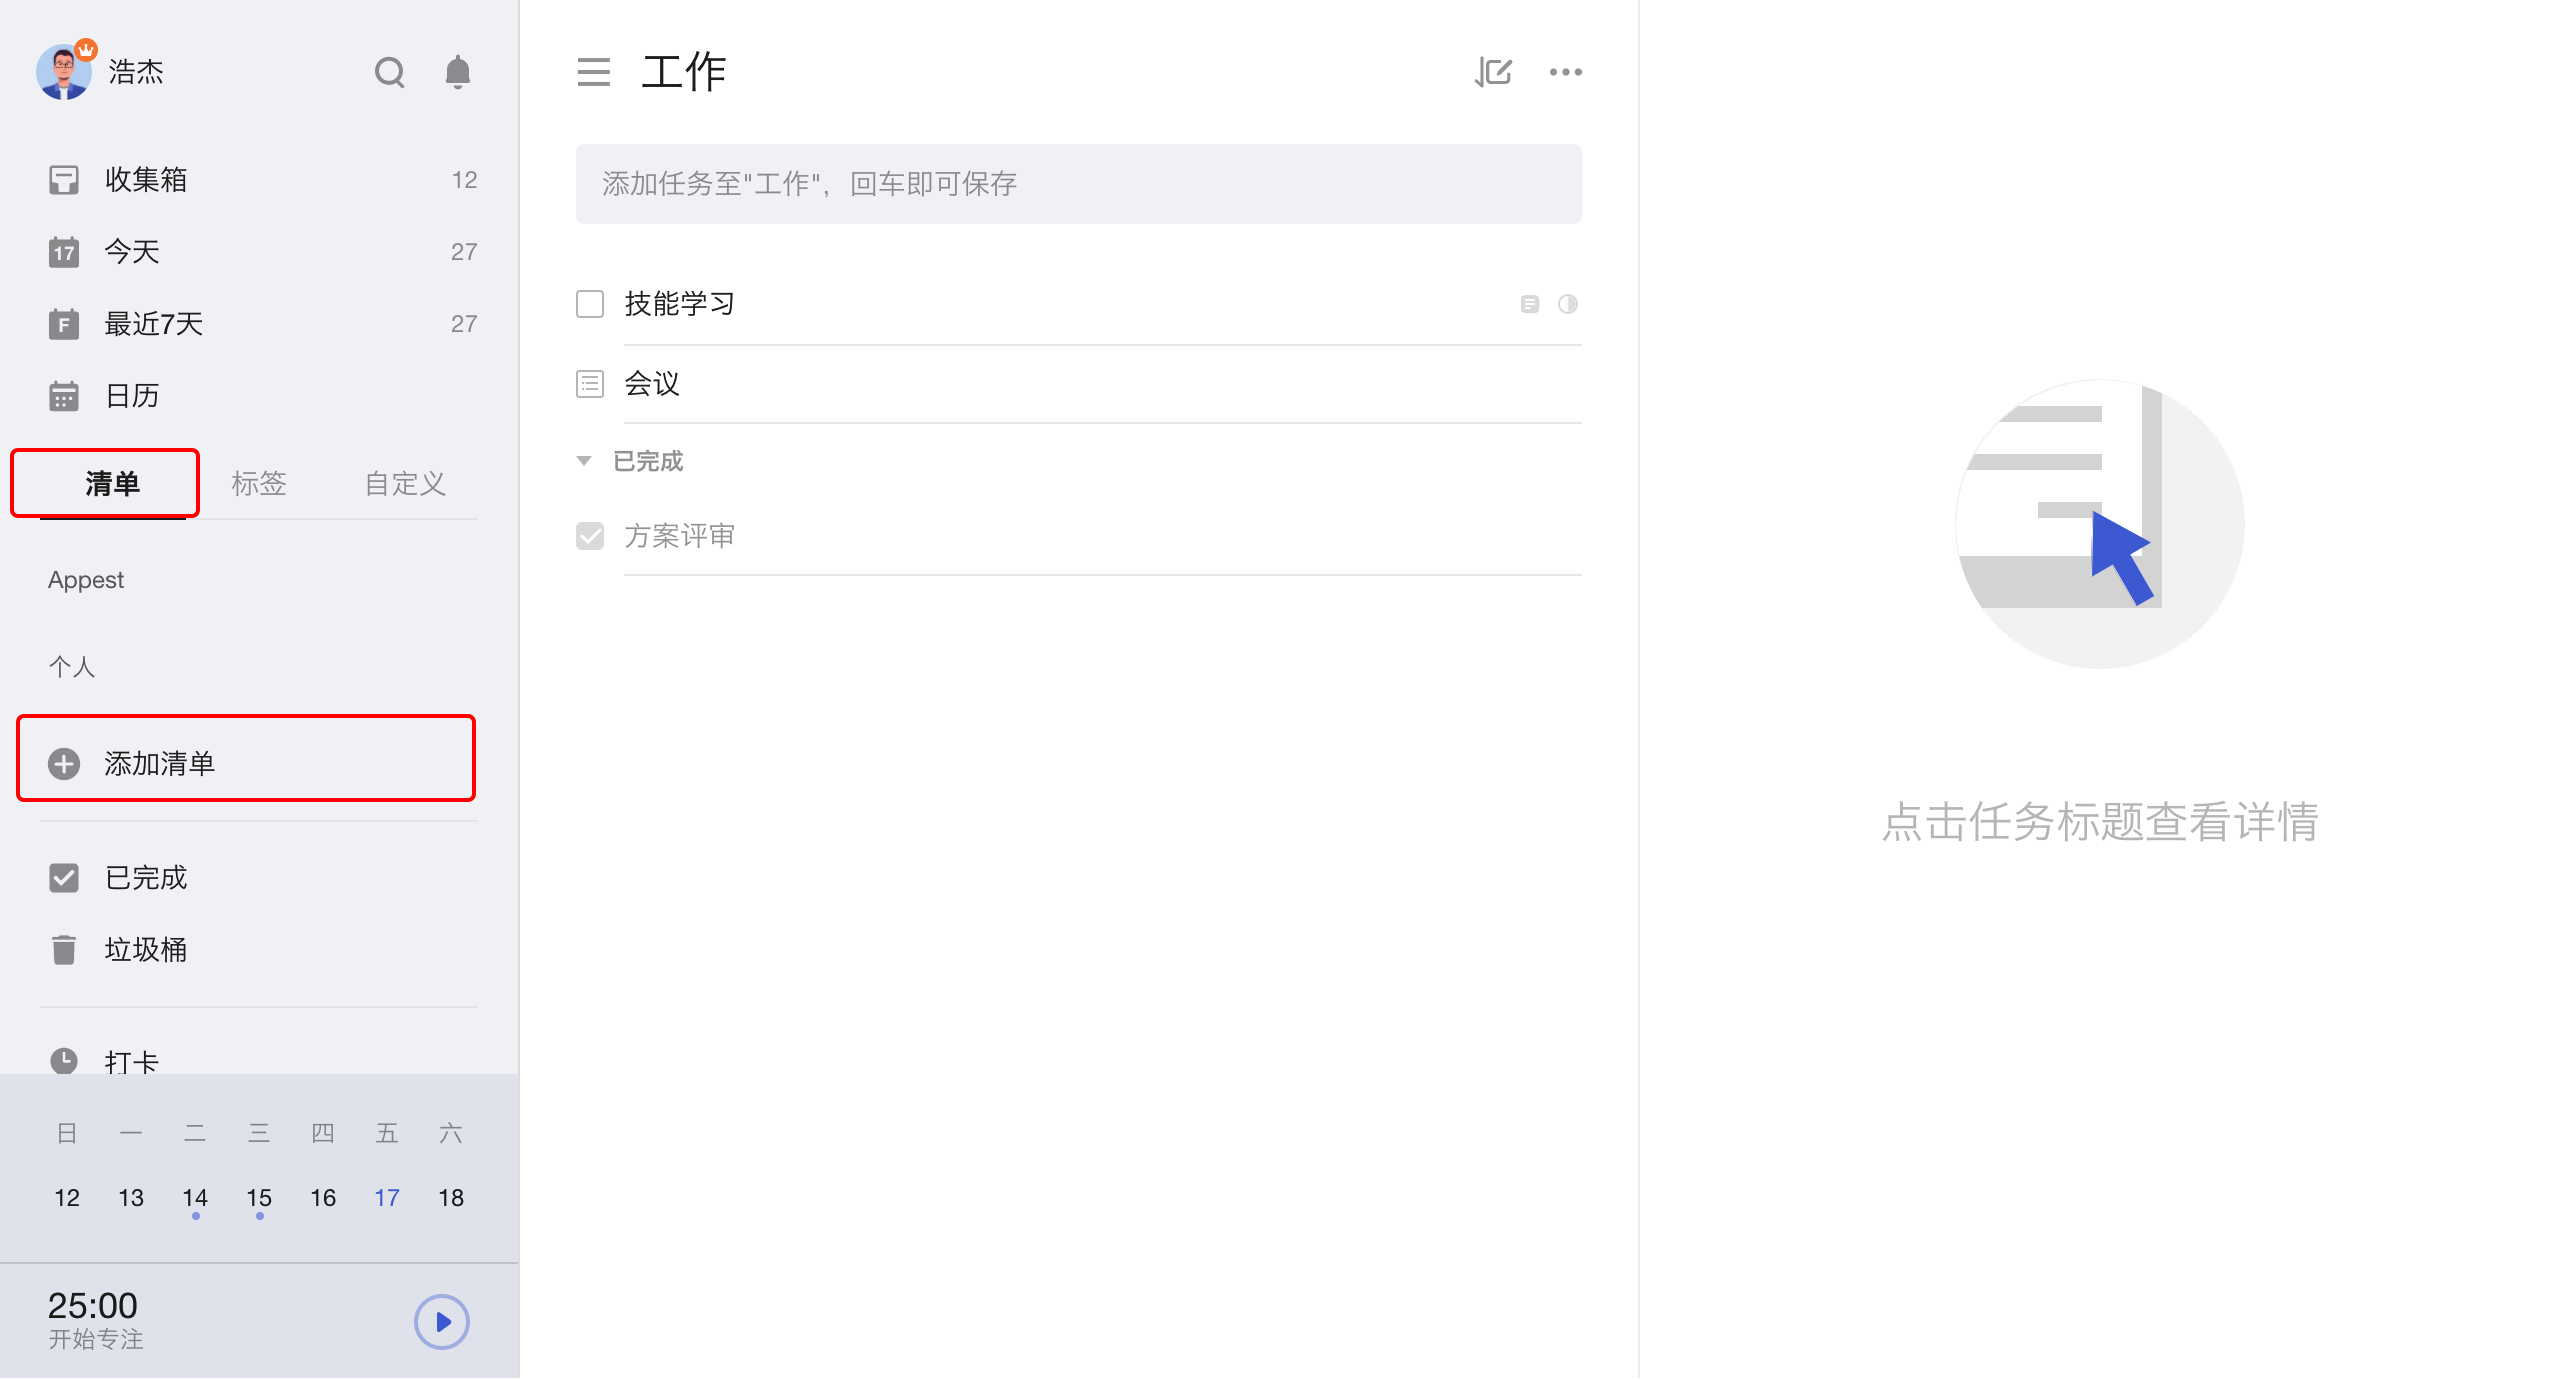 浩杰
收集箱 12
17 今天 27
F 最近7天 27
日历
清单 标签 自定义
Appest
个人
添加清单
已完成
垃圾桶
打卡
日 一 二 三 四 五 六
12 13 14 15 16 17 18
25:00
开始专注
工作
添加任务至"工作"，回车即可保存
技能学习
会议
已完成
方案评审
点击任务标题查看详情